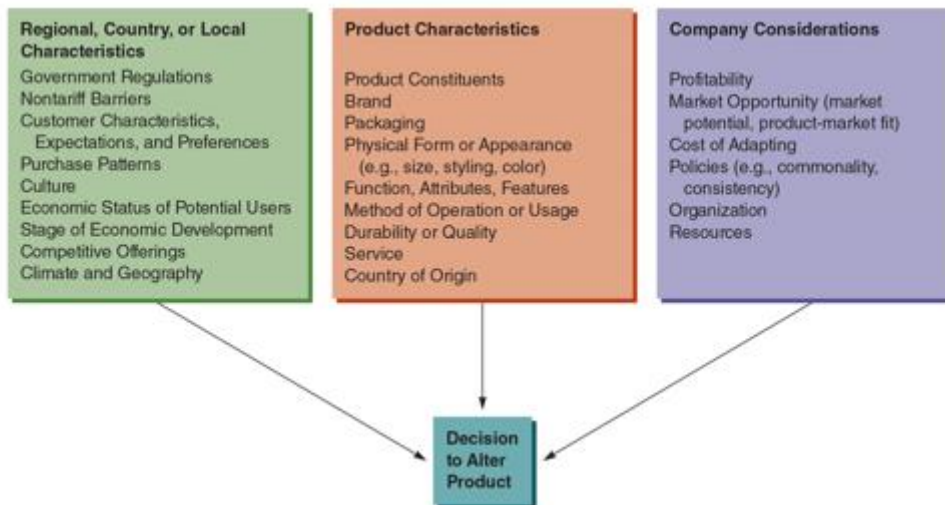 Regional, Country, or Local
Characteristics
Government Regulations
Nontariff Barriers
Customer Characteristics,
Expectations, and Preferences
Purchase Patterns
Culture
Economic Status of Potential Users
Stage of Economic Development
Competitive Offerings
Climate and Geography
Product Characteristics
Product Constituents
Brand
Packaging
Physical Form or Appearance
(e.g., size, styling, color)
Function, Attributes, Features
Method of Operation or Usage
Durability or Quality
Service
Country of Origin
Company Considerations
Profitability
Market Opportunity (market
potential, product-market fit)
Cost of Adapting
Policies (e.g., commonality,
consistency)
Organization
Resources
Decision
to Alter
Product